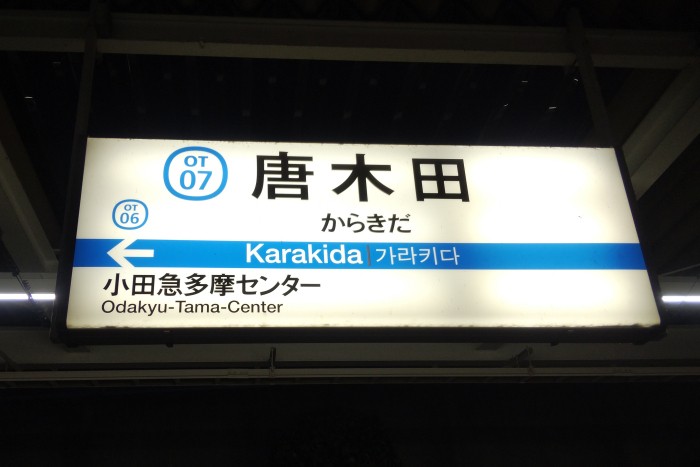 OT
07
唐木田
からきだ
OT
06
Karakida 가라키다
小田急多摩センター
Odakyu-Tama-Center